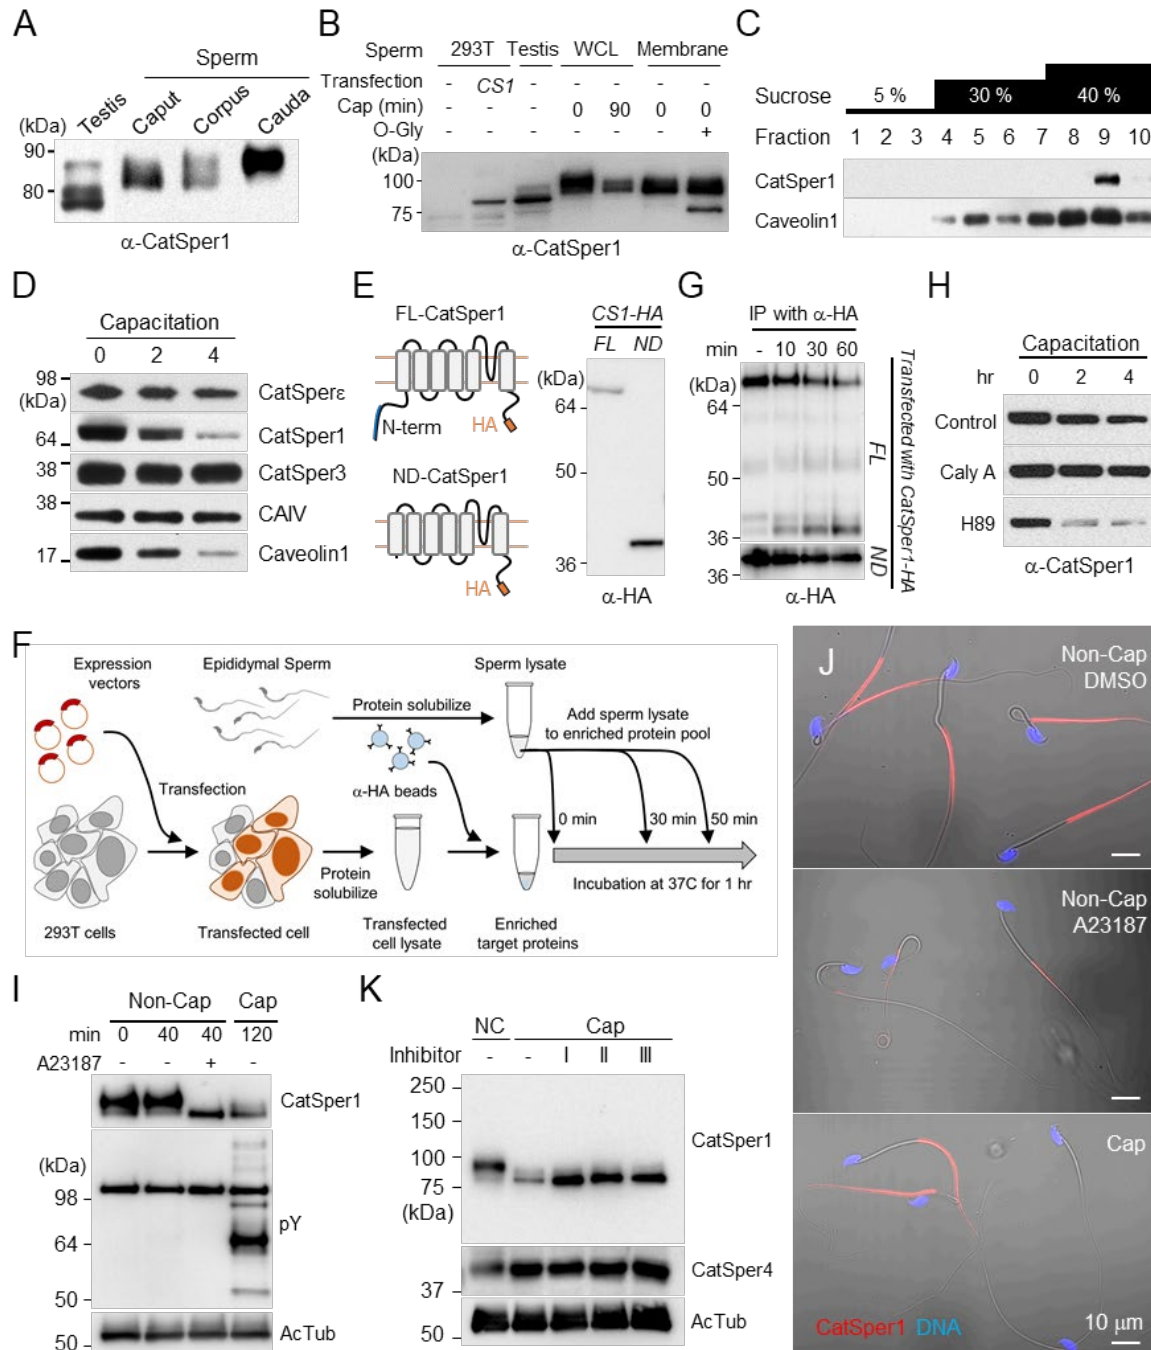 A
Sperm
Testis
Caput
Corpus
Cauda
(kDa)
90
80
α-CatSper1
B
Sperm 293T Testis WCL Membrane
Transfection - CS1 - - - - -
Cap (min) - - - 0 90 0 0
O-Gly - - - - - - +
(kDa)
100
75
α-CatSper1
C
Sucrose 5 % 30 % 40 %
Fraction 1 2 3 4 5 6 7 8 9 10
CatSper1
Caveolin1
D
Capacitation
0 2 4
98
(kDa)
CatSperε
64
CatSper1
38
CatSper3
38
CAIV
17
Caveolin1
E
FL-CatSper1
N-term
HA
ND-CatSper1
HA
CS1-HA
FL ND
(kDa)
64
50
36
α-HA
G
IP with α-HA
min - 10 30 60
(kDa)
64
50
36
36
FL
ND
Transfected with CatSper1-HA
α-HA
H
Capacitation
hr 0 2 4
Control
Caly A
H89
α-CatSper1
F
Expression
vectors
Epididymal Sperm
Sperm lysate
Protein solubilize
Add sperm lysate
to enriched protein pool
Transfection
α-HA beads
0 min
30 min
50 min
Protein
solubilize
Incubation at 37C for 1 hr
293T cells
Transfected cell
Transfected
cell lysate
Enriched
target proteins
I
Non-Cap Cap
min 0 40 40 120
A23187 - - + -
CatSper1
(kDa)
98
64
50
pY
50
AcTub
K
NC Cap
Inhibitor - - I II III
250
150
100
75
(kDa)
CatSper1
37
CatSper4
50
AcTub
J
Non-Cap
DMSO
Non-Cap
A23187
Cap
CatSper1 DNA
10 μm